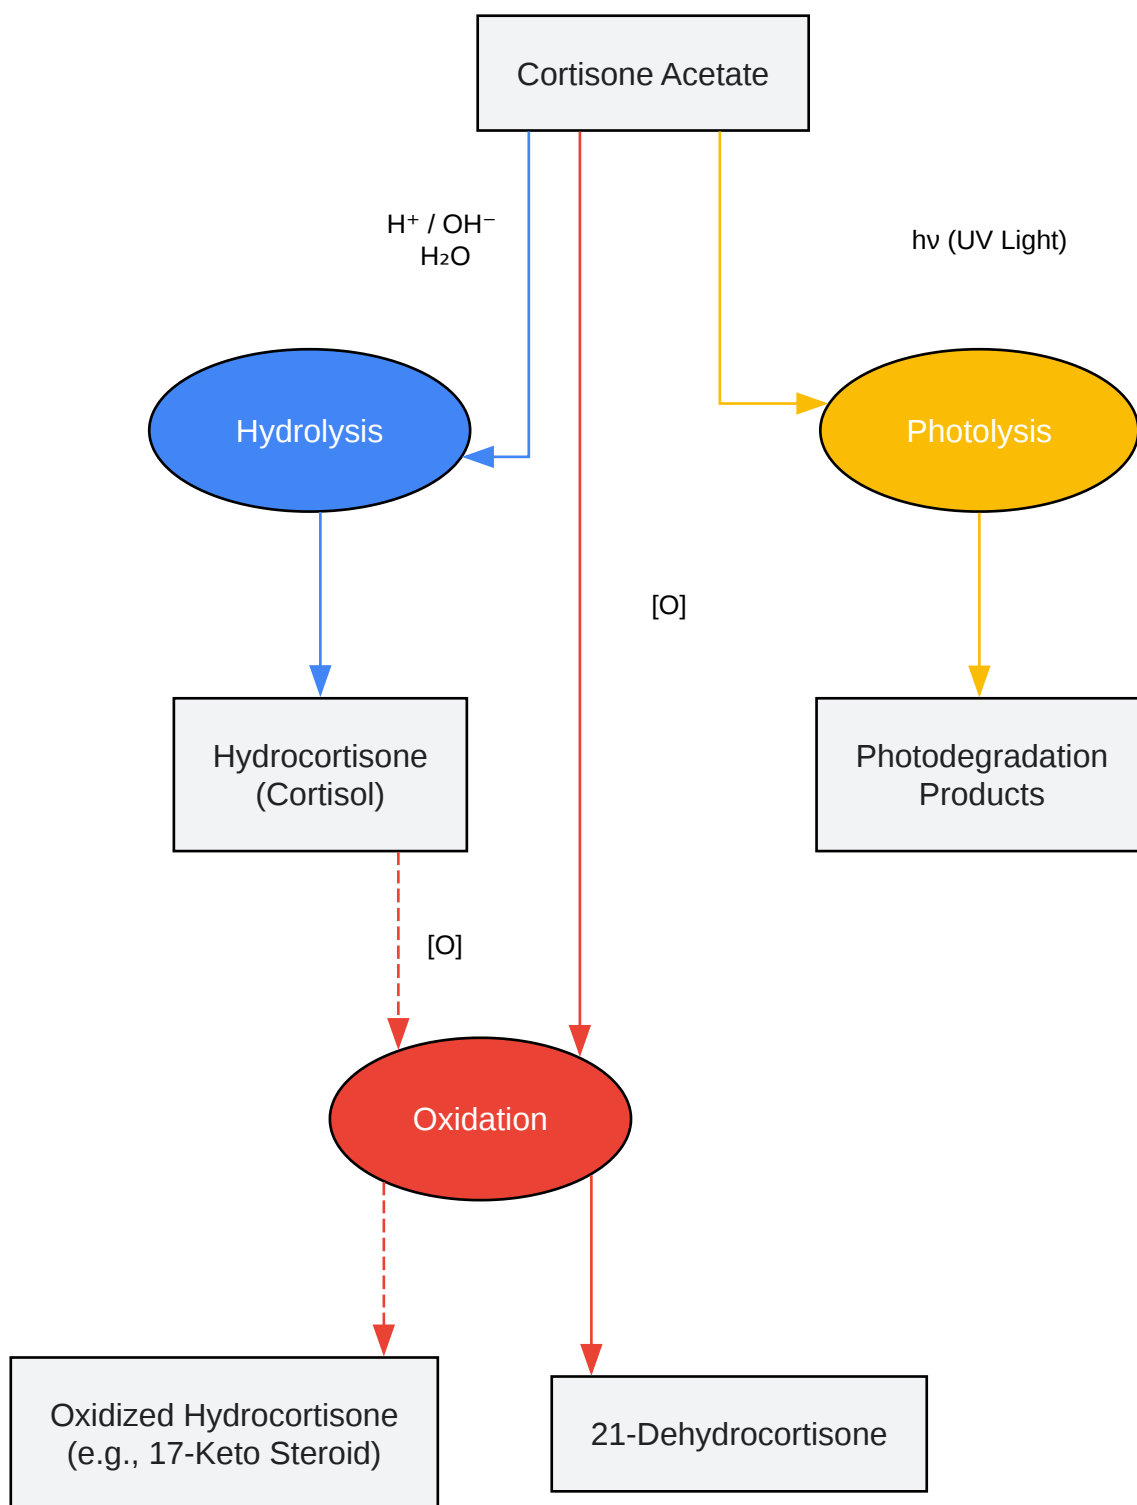 Cortisone Acetate
H⁺ / OH⁻
H₂O
hν (UV Light)
Hydrolysis
Photolysis
[O]
Hydrocortisone
(Cortisol)
Photodegradation
Products
[O]
Oxidation
Oxidized Hydrocortisone
(e.g., 17-Keto Steroid)
21-Dehydrocortisone